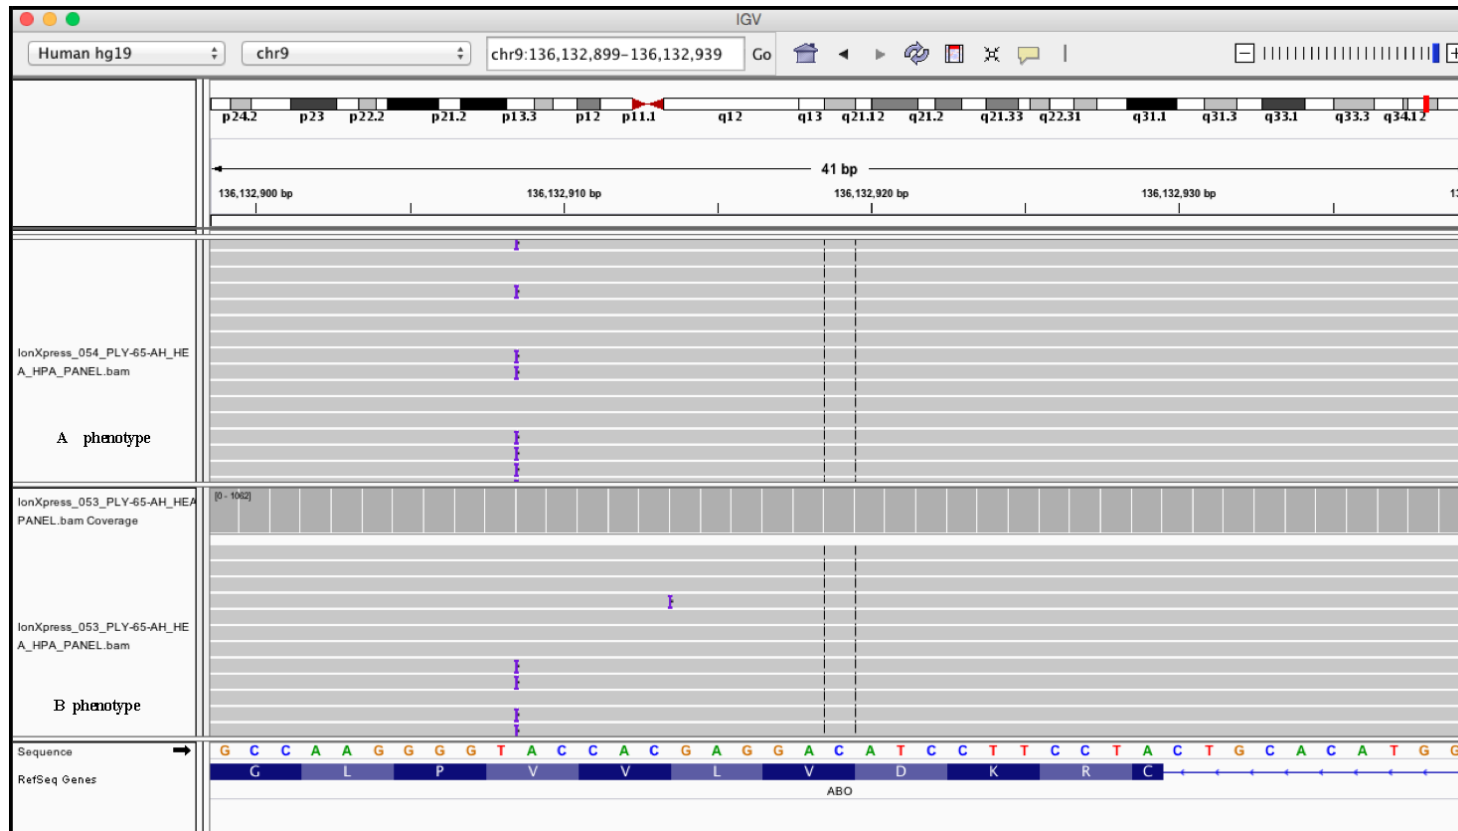 IGV
Human hg19 chr9 chr9:136,132,899-136,132,939 Go
p24.2 p23 p22.2 p21.2 p13.3 p12 p11.1 q12 q13 q21.12 q21.2 q21.33 q22.31 q31.1 q31.3 q33.1 q33.3 q34.12
41 bp
136,132,900 bp 136,132,910 bp 136,132,920 bp 136,132,930 bp 13
IonXpress_054_PLY-65-AH_HE
A_HPA_PANEL.bam
A phenotype
IonXpress_053_PLY-65-AH_HEA
PANEL.bam Coverage
[0 - 1062]
IonXpress_053_PLY-65-AH_HE
A_HPA_PANEL.bam
B phenotype
Sequence G C C A A G G G G T A C C A C G A G G A C A T C C T T C C T A C T G C A C A T G G
RefSeq Genes G L P V V L V D K R C
ABO